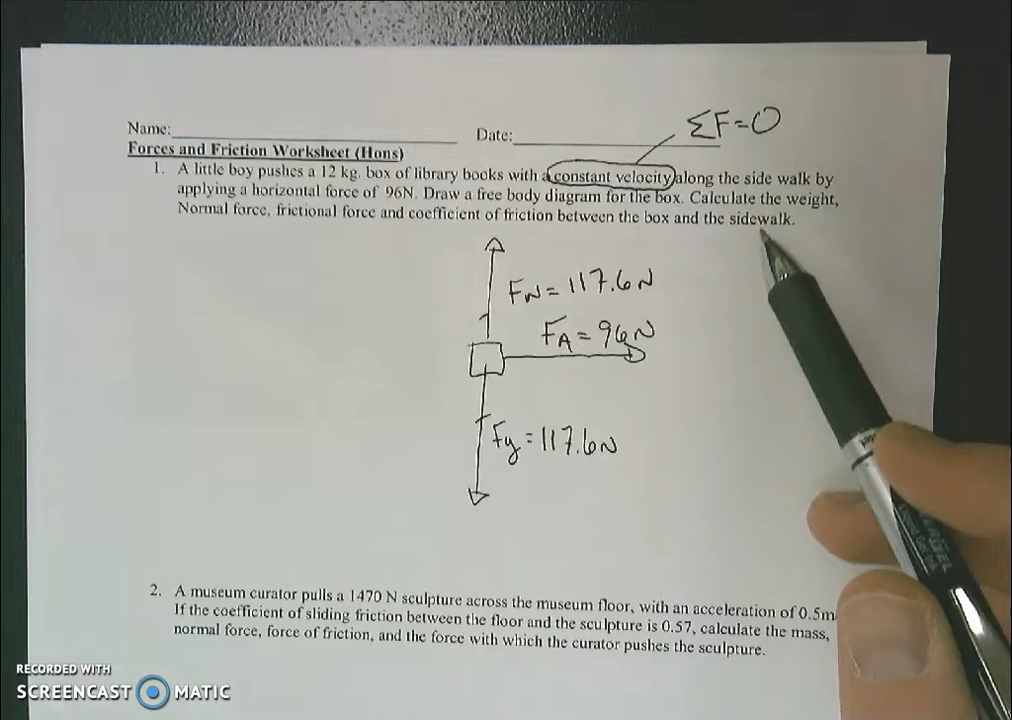 ΣF=0
Name:
Date:
Forces and Friction Worksheet (Hons)
1. A little boy pushes a 12 kg. box of library books with a constant velocity along the side walk by
applying a horizontal force of 96N. Draw a free body diagram for the box. Calculate the weight,
Normal force, frictional force and coefficient of friction between the box and the sidewalk.
FN=117.6N
FA=96N
Fg=117.6N
2. A museum curator pulls a 1470 N sculpture across the museum floor, with an acceleration of 0.5m
If the coefficient of sliding friction between the floor and the sculpture is 0.57, calculate the mass,
normal force, force of friction, and the force with which the curator pushes the sculpture.
RECORDED WITH
SCREENCAST MATIC